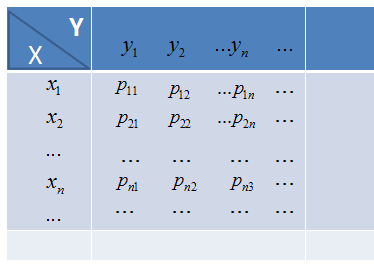 Y
X
y₁ y₂ ...yₙ ...
x₁ p₁₁ p₁₂ ...p₁ₙ ...
x₂ p₂₁ p₂₂ ...p₂ₙ ...
... ... ... ... ...
xₙ pₙ₁ pₙ₂ pₙ₃ ...
... ... ... ... ...